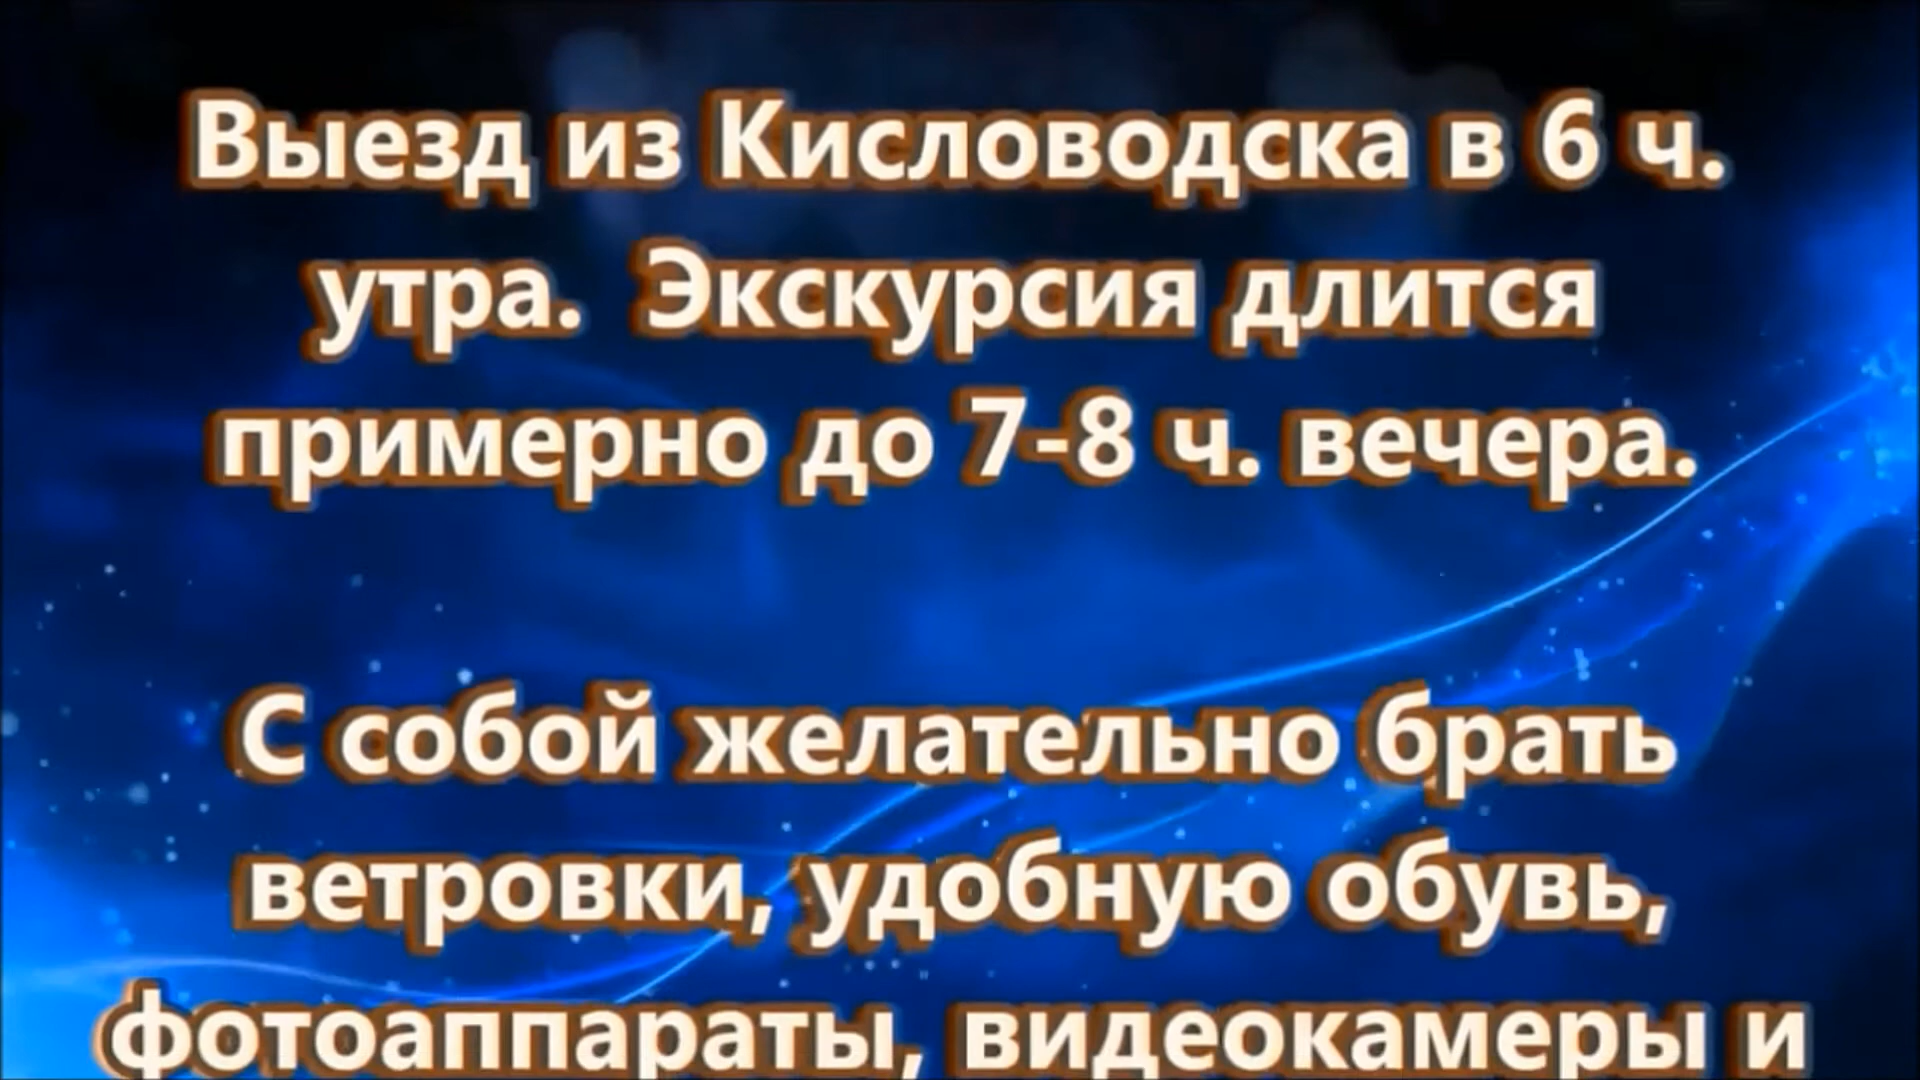 Выезд из Кисловодска в 6 ч.
утра.  Экскурсия длится
примерно до 7-8 ч. вечера.
С собой желательно брать
ветровки, удобную обувь,
фотоаппараты, видеокамеры и